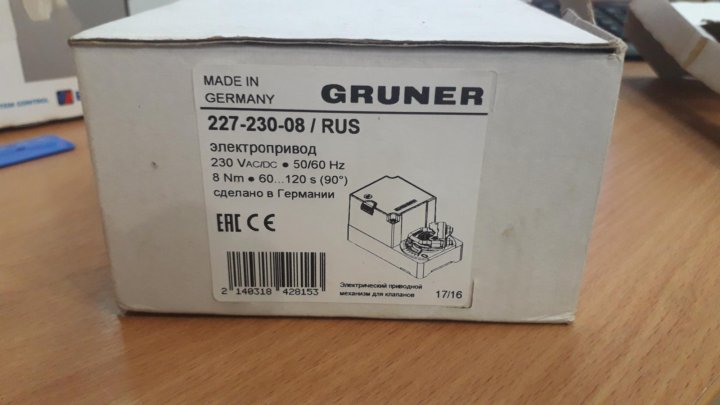 MADE IN
GERMANY
GRUNER
227-230-08 / RUS
электропривод
230 VAC/DC ● 50/60 Hz
8 Nm ● 60...120 s (90°)
сделано в Германии
EAC CE
2 140318 428153
Электрический приводной
механизм для клапанов
17/16
CONTROL